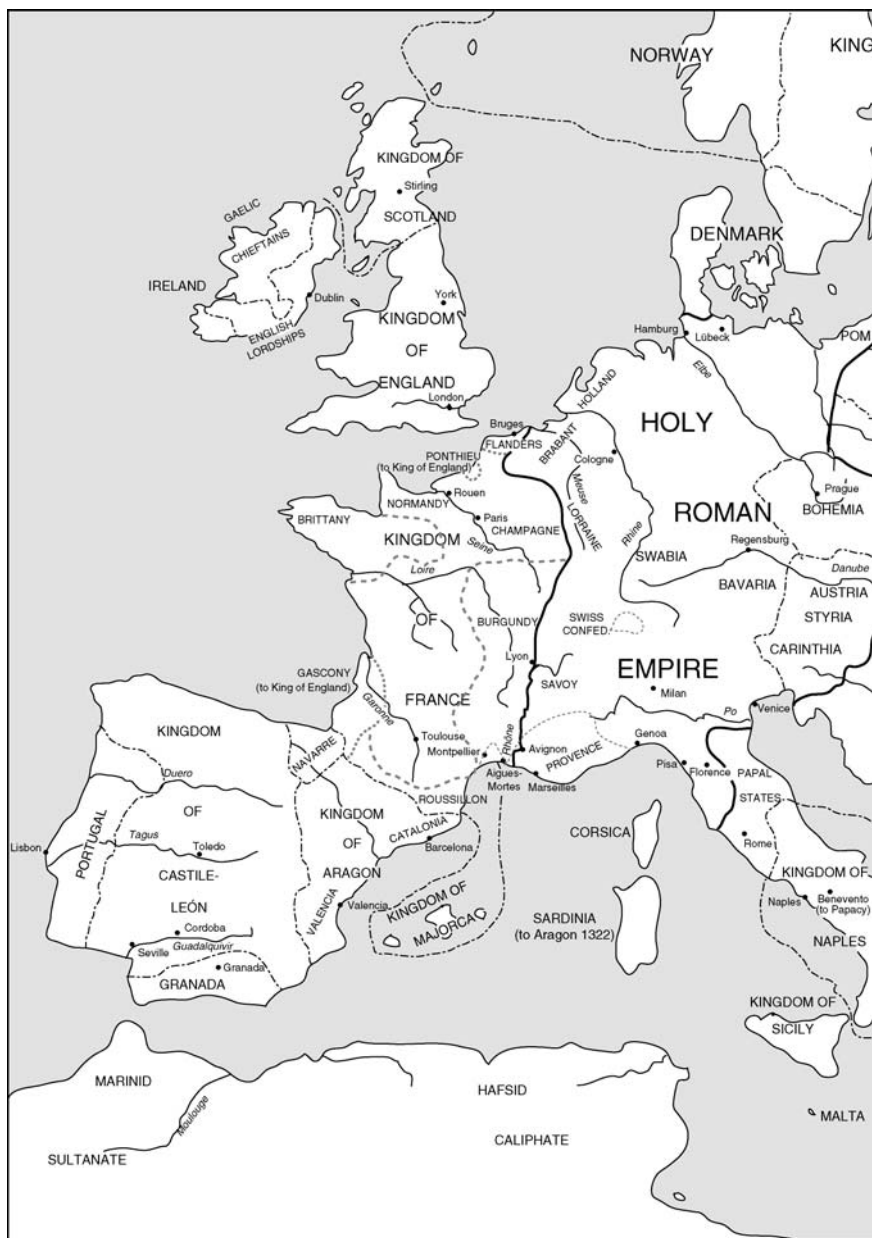 NORWAY
KING
KINGDOM OF
Stirling
SCOTLAND
GAELIC
CHIEFTAINS
IRELAND
Dublin
ENGLISH
LORDSHIPS
York
KINGDOM
OF
ENGLAND
London
DENMARK
Hamburg
Lübeck
POM
Elbe
HOLLAND
HOLY
Bruges
FLANDERS
BRABANT
Cologne
PONTHIEU
(to King of England)
Meuse
Prague
BOHEMIA
Rouen
NORMANDY
Paris
CHAMPAGNE
LORRAINE
ROMAN
BRITTANY
KINGDOM
Seine
Rhine
Regensburg
Loire
SWABIA
Danube
BAVARIA
AUSTRIA
OF
BURGUNDY
SWISS
CONFED.
STYRIA
CARINTHIA
Lyon
EMPIRE
SAVOY
GASCONY
(to King of England)
Garonne
FRANCE
Milan
Po
Venice
KINGDOM
NAVARRE
Toulouse
Montpellier
Rhône
Avignon
PROVENCE
Genoa
Aigues-
Mortes
Marseilles
Pisa
Florence
PAPAL
STATES
Duero
ROUSSILLON
OF
KINGDOM
OF
ARAGON
CATALONIA
Barcelona
CORSICA
Rome
Lisbon
PORTUGAL
Tagus
Toledo
CASTILE-
LEÓN
VALENCIA
Valencia
KINGDOM OF
MAJORCA
SARDINIA
(to Aragon 1322)
KINGDOM OF
Naples
Benevento
(to Papacy)
NAPLES
Cordoba
Seville
Guadalquivir
Granada
GRANADA
KINGDOM OF
SICILY
MARINID
Moulouge
SULTANATE
HAFSID
CALIPHATE
MALTA